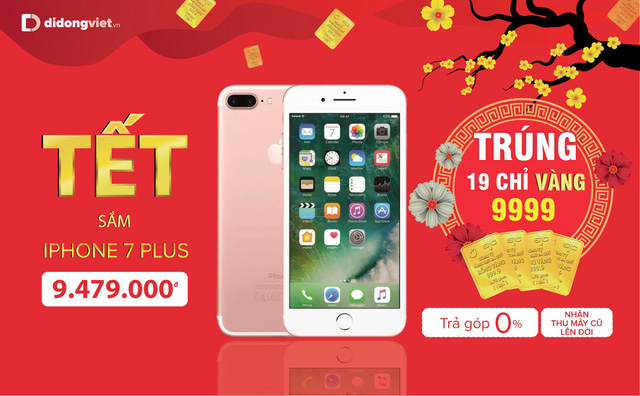 didongviet.vn
TẾT
SẮM
IPHONE 7 PLUS
9.479.000đ
TRÚNG
19 CHỈ VÀNG
9999
Trả góp 0%
NHẬN
THU MÁY CŨ
LÊN ĐỜI